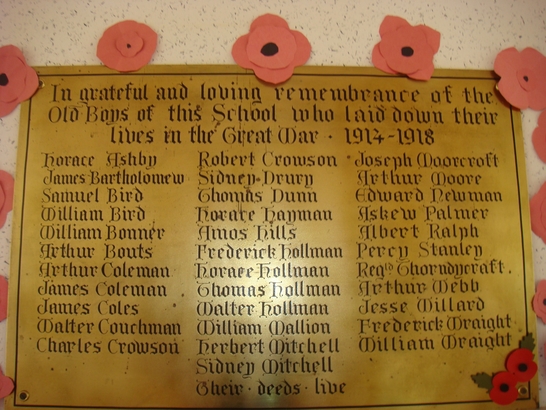 In grateful and loving remembrance of the
Old Boys of this School who laid down their
lives in the Great War · 1914-1918
Horace Ashby
James Bartholomew
Samuel Bird
William Bird
William Bonner
Arthur Bouts
Arthur Coleman
James Coleman
James Coles
Walter Couchman
Charles Crowson
Robert Crowson
Sidney Drury
Thomas Dunn
Horace Hayman
Amos Hills
Frederick Hollman
Horace Hollman
Thomas Hollman
Walter Hollman
William Mallion
Herbert Mitchell
Sidney Mitchell
Their · deeds · live
Joseph Moorcroft
Arthur Moore
Edward Newman
Askew Palmer
Albert Ralph
Percy Stanley
Regld Thorndycraft.
Arthur Webb
Jesse Willard
Frederick Wraight
William Wraight